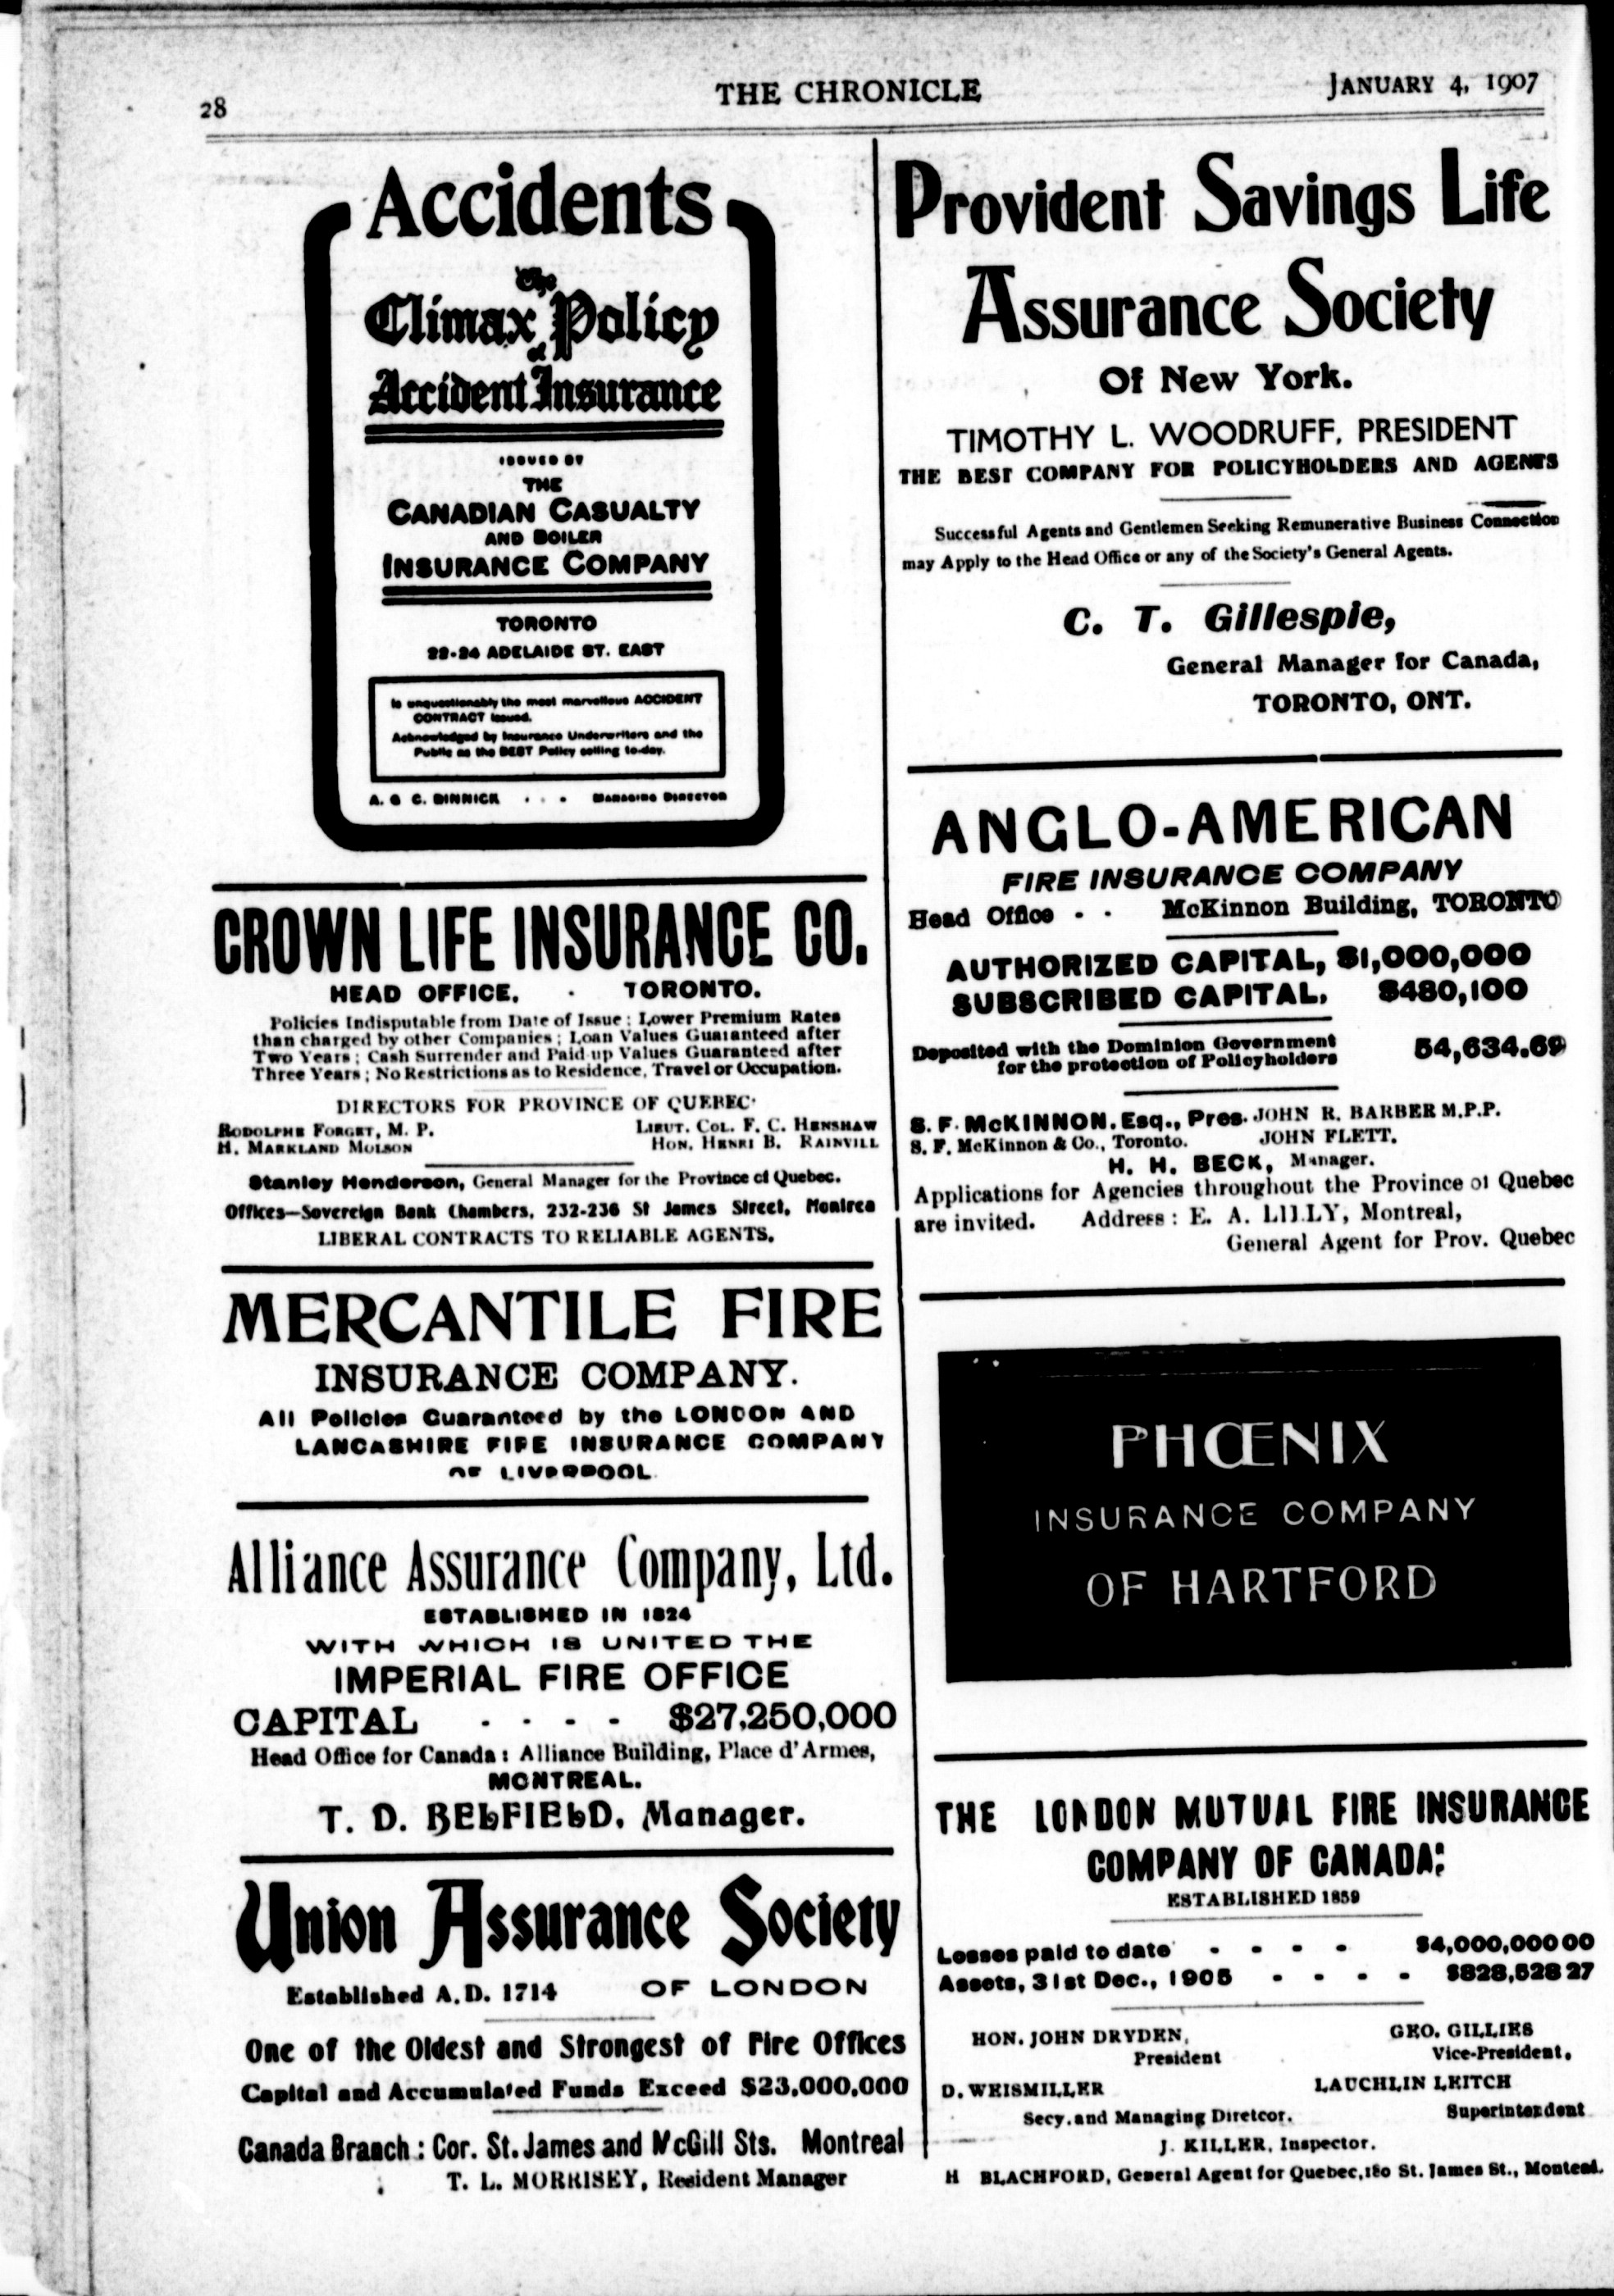 28
THE CHRONICLE
JANUARY 4, 1907
Accidents
The
Climax Policy
of
Accident Insurance
ISSUED BY
THE
CANADIAN CASUALTY
AND BOILER
INSURANCE COMPANY
TORONTO
22-24 ADELAIDE ST. EAST
Is unquestionably the most marvellous ACCIDENT
CONTRACT issued.
Acknowledged by Insurance Underwriters and the
Public as the BEST Policy selling to-day.
A. G. C. DINNICK . . . MANAGING DIRECTOR
CROWN LIFE INSURANCE CO.
HEAD OFFICE, - TORONTO.
Policies Indisputable from Date of Issue; Lower Premium Rates
than charged by other Companies; Loan Values Guaranteed after
Two Years; Cash Surrender and Paid up Values Guaranteed after
Three Years; No Restrictions as to Residence, Travel or Occupation.
DIRECTORS FOR PROVINCE OF QUEBEC
RODOLPHE FORGET, M. P. LIEUT. COL. F. C. HENSHAW
H. MARKLAND MOLSON HON. HENRI B. RAINVILL
Stanley Henderson, General Manager for the Province of Quebec.
Offices—Sovereign Bank Chambers, 232-236 St James Street, Montrea
LIBERAL CONTRACTS TO RELIABLE AGENTS.
MERCANTILE FIRE
INSURANCE COMPANY.
All Policies Guaranteed by the LONDON AND
LANCASHIRE FIRE INSURANCE COMPANY
OF LIVERPOOL.
Alliance Assurance Company, Ltd.
ESTABLISHED IN 1824
WITH WHICH IS UNITED THE
IMPERIAL FIRE OFFICE
CAPITAL - - - - $27,250,000
Head Office for Canada: Alliance Building, Place d'Armes,
MONTREAL.
T. D. BELFIELD, Manager.
Union Assurance Society
Established A.D. 1714 OF LONDON
One of the Oldest and Strongest of Fire Offices
Capital and Accumulated Funds Exceed $23,000,000
Canada Branch: Cor. St. James and McGill Sts. Montreal
T. L. MORRISEY, Resident Manager
Provident Savings Life
Assurance Society
Of New York.
TIMOTHY L. WOODRUFF, PRESIDENT
THE BEST COMPANY FOR POLICYHOLDERS AND AGENTS
Successful Agents and Gentlemen Seeking Remunerative Business Connection
may Apply to the Head Office or any of the Society's General Agents.
C. T. Gillespie,
General Manager for Canada,
TORONTO, ONT.
ANGLO-AMERICAN
FIRE INSURANCE COMPANY
Head Office - - McKinnon Building, TORONTO
AUTHORIZED CAPITAL, $1,000,000
SUBSCRIBED CAPITAL, $480,100
Deposited with the Dominion Government
for the protection of Policyholders 54,634.69
S. F. McKINNON, Esq., Pres. JOHN R. BARBER M.P.P.
S. F. McKinnon & Co., Toronto. JOHN FLETT.
H. H. BECK, Manager.
Applications for Agencies throughout the Province of Quebec
are invited. Address: E. A. LILLY, Montreal,
General Agent for Prov. Quebec
PHŒNIX
INSURANCE COMPANY
OF HARTFORD
THE LONDON MUTUAL FIRE INSURANCE
COMPANY OF CANADA:
ESTABLISHED 1859
Losses paid to date - - - - $4,000,000 00
Assets, 31st Dec., 1905 - - - - $828,528 27
HON. JOHN DRYDEN, GEO. GILLIES
President Vice-President,
D. WEISMILLER LAUCHLIN LEITCH
Secy. and Managing Diretcor. Superintendent
J. KILLER, Inspector.
H BLACHFORD, General Agent for Quebec, 180 St. James St., Monteal.